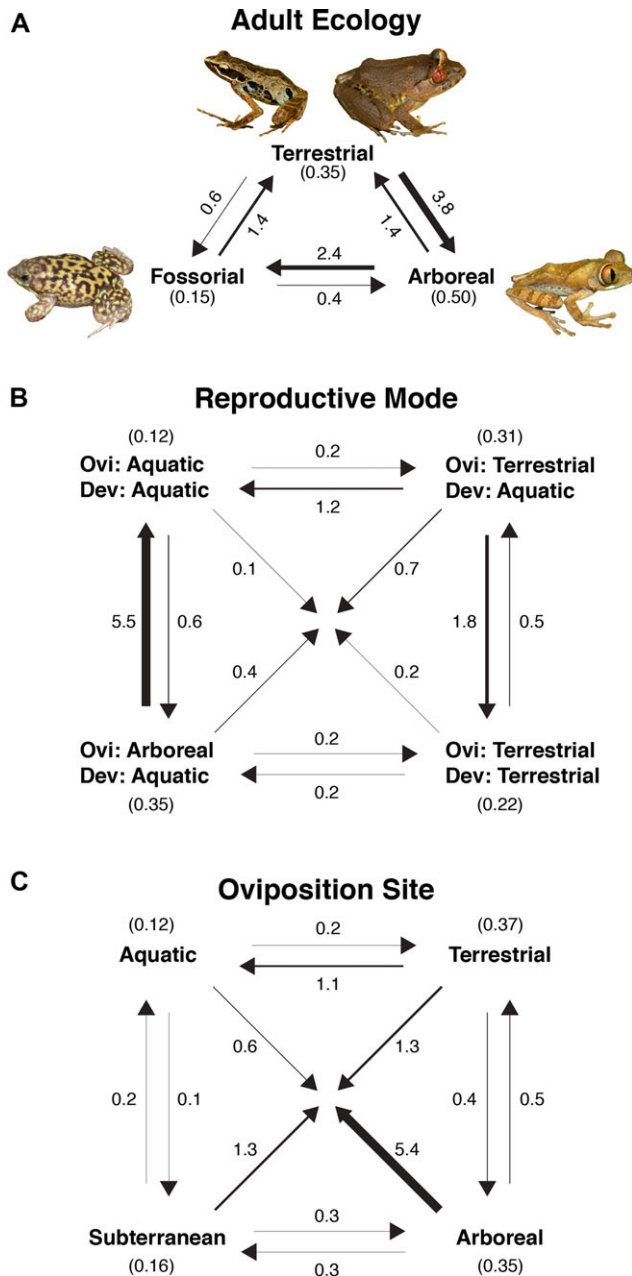 A
Adult Ecology
Terrestrial
(0.35)
0.6
1.4
1.4
3.8
Fossorial
(0.15)
2.4
0.4
Arboreal
(0.50)
B
Reproductive Mode
(0.12)
Ovi: Aquatic
Dev: Aquatic
0.2
1.2
(0.31)
Ovi: Terrestrial
Dev: Aquatic
0.1
0.7
5.5
0.6
1.8
0.5
0.4
0.2
Ovi: Arboreal
Dev: Aquatic
(0.35)
0.2
0.2
Ovi: Terrestrial
Dev: Terrestrial
(0.22)
C
Oviposition Site
(0.12)
Aquatic
0.2
1.1
(0.37)
Terrestrial
0.6
1.3
0.2
0.1
0.4
0.5
1.3
5.4
Subterranean
(0.16)
0.3
0.3
Arboreal
(0.35)